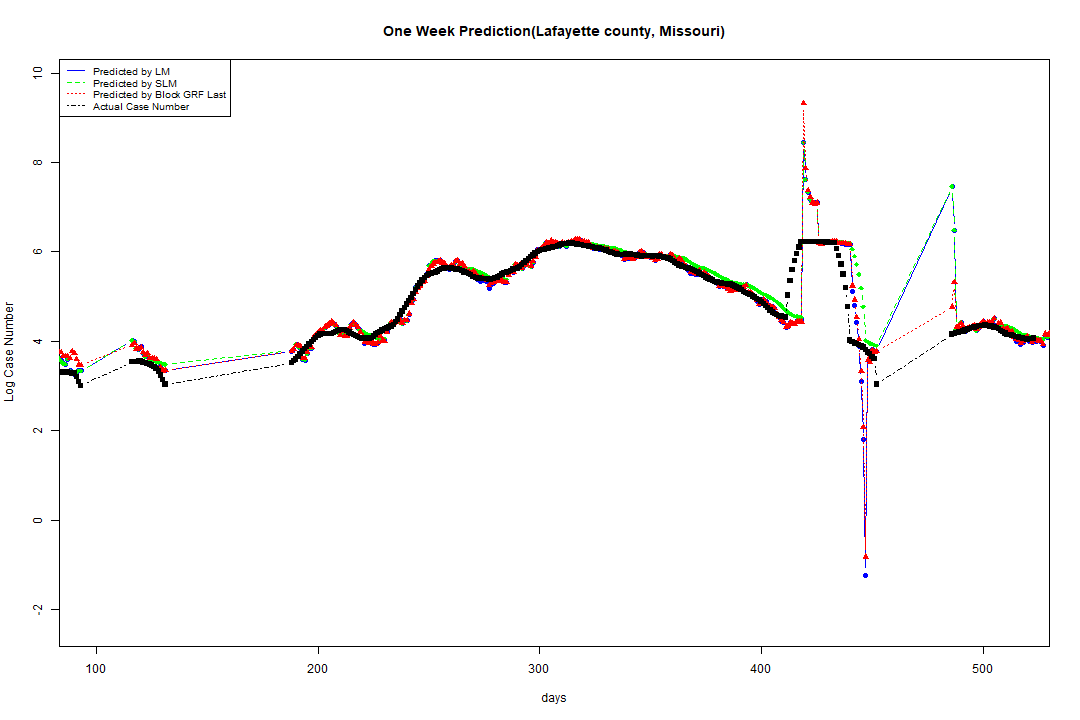 One Week Prediction(Lafayette county, Missouri)
Predicted by LM
Predicted by SLM
Predicted by Block GRF Last
Actual Case Number
10
8
6
4
2
0
-2
Log Case Number
100
200
300
400
500
days